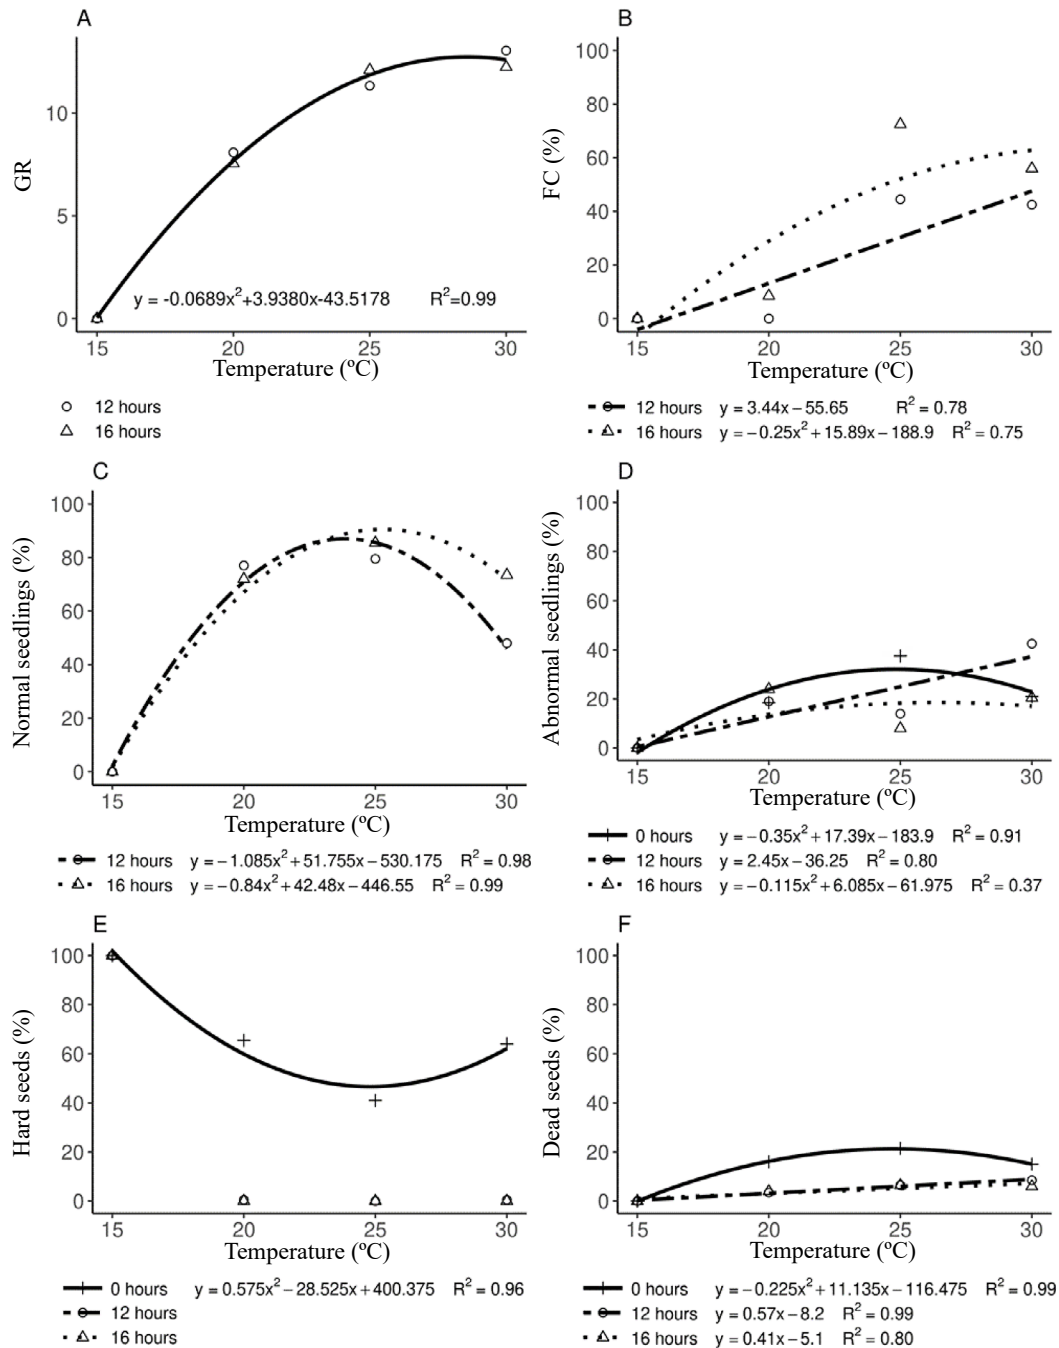 A
GR
10
5
0
y = -0.0689x²+3.9380x-43.5178 R²=0.99
15 20 25 30
Temperature (ºC)
12 hours
16 hours
B
FC (%)
100
80
60
40
20
0
15 20 25 30
Temperature (ºC)
12 hours y = 3.44x − 55.65 R² = 0.78
16 hours y = −0.25x² + 15.89x − 188.9 R² = 0.75
C
Normal seedlings (%)
100
80
60
40
20
0
15 20 25 30
Temperature (ºC)
12 hours y = −1.085x² + 51.755x − 530.175 R² = 0.98
16 hours y = −0.84x² + 42.48x − 446.55 R² = 0.99
D
Abnormal seedlings (%)
100
80
60
40
20
0
15 20 25 30
Temperature (ºC)
0 hours y = −0.35x² + 17.39x − 183.9 R² = 0.91
12 hours y = 2.45x − 36.25 R² = 0.80
16 hours y = −0.115x² + 6.085x − 61.975 R² = 0.37
E
Hard seeds (%)
100
80
60
40
20
0
15 20 25 30
Temperature (ºC)
0 hours y = 0.575x² − 28.525x + 400.375 R² = 0.96
12 hours
16 hours
F
Dead seeds (%)
100
80
60
40
20
0
15 20 25 30
Temperature (ºC)
0 hours y = −0.225x² + 11.135x − 116.475 R² = 0.99
12 hours y = 0.57x − 8.2 R² = 0.99
16 hours y = 0.41x − 5.1 R² = 0.80